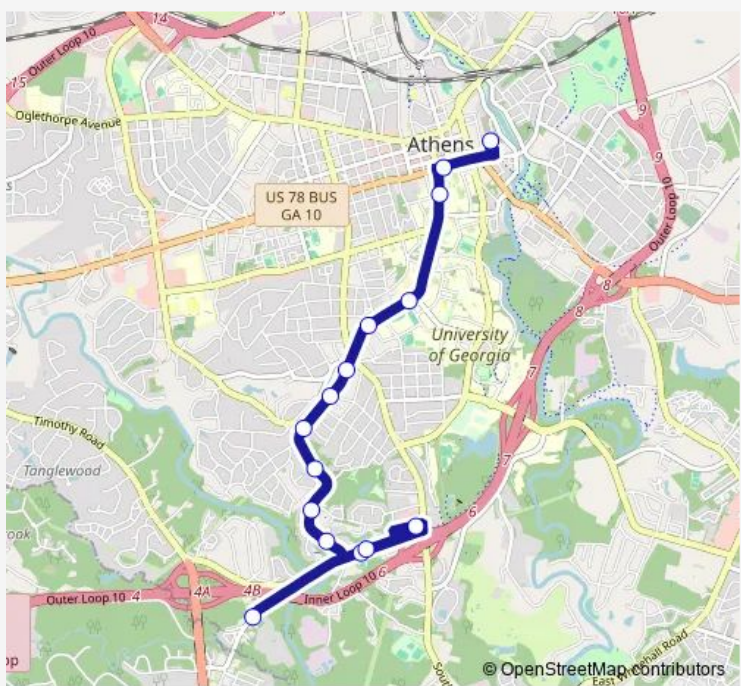 14
10A
Outer Loop 10
15
9
Oglethorpe Avenue
9
Athens
US 78 BUS
GA 10
Outer Loop 10
8
8
University
of Georgia
7
Timothy Road
7
Tanglewood
6
4A
4B
6
Outer Loop 10
4
Inner Loop 10
East Whitehall Road
© OpenStreetMap contributors